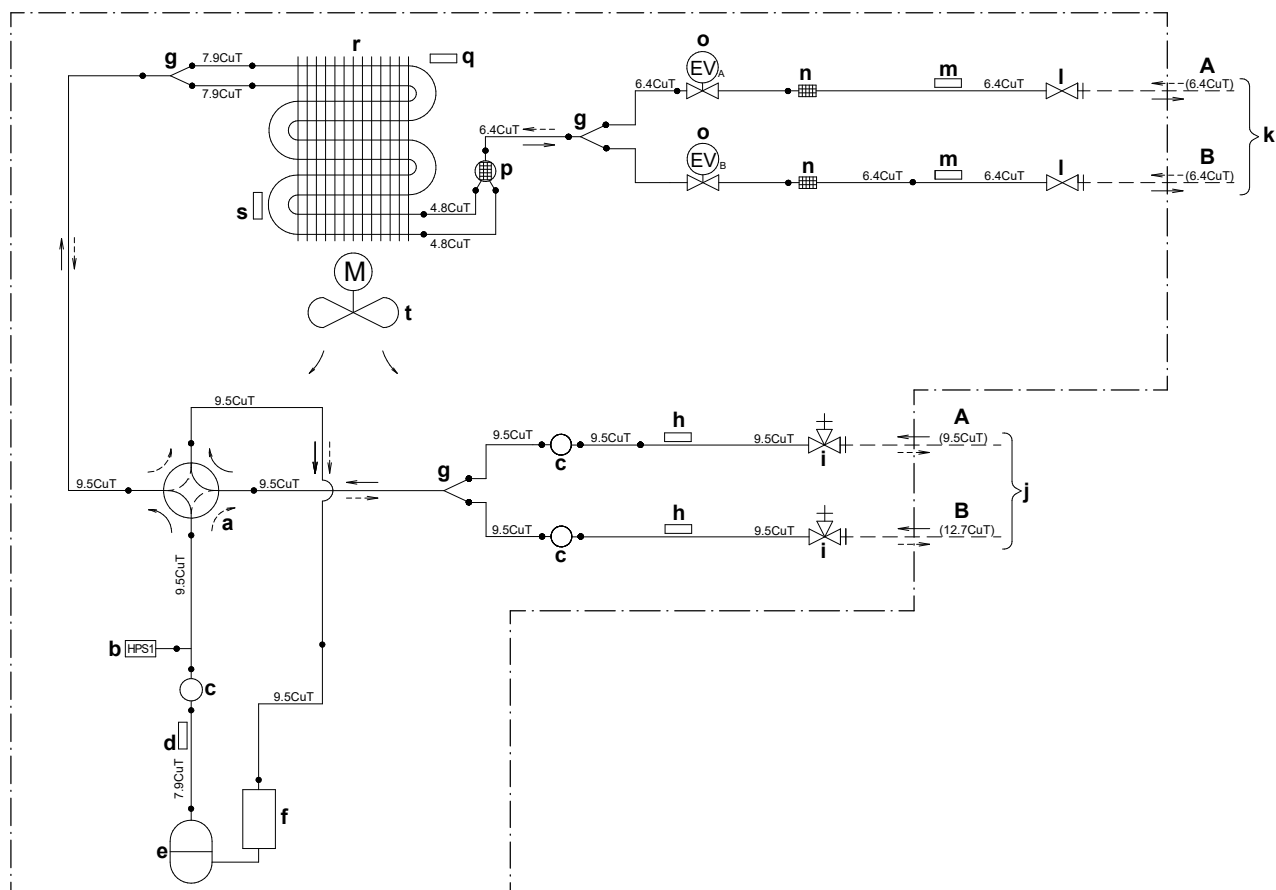 r
q
g
7.9CuT
7.9CuT
o
EVA
n
m
l
A
6.4CuT
6.4CuT
(6.4CuT)
g
6.4CuT
k
o
EVB
n
m
l
B
6.4CuT
6.4CuT
(6.4CuT)
p
s
4.8CuT
4.8CuT
M
t
9.5CuT
h
A
9.5CuT
9.5CuT
9.5CuT
(9.5CuT)
c
i
g
9.5CuT
9.5CuT
a
j
h
B
9.5CuT
9.5CuT
(12.7CuT)
c
i
9.5CuT
b
HPS1
c
9.5CuT
d
7.9CuT
f
e